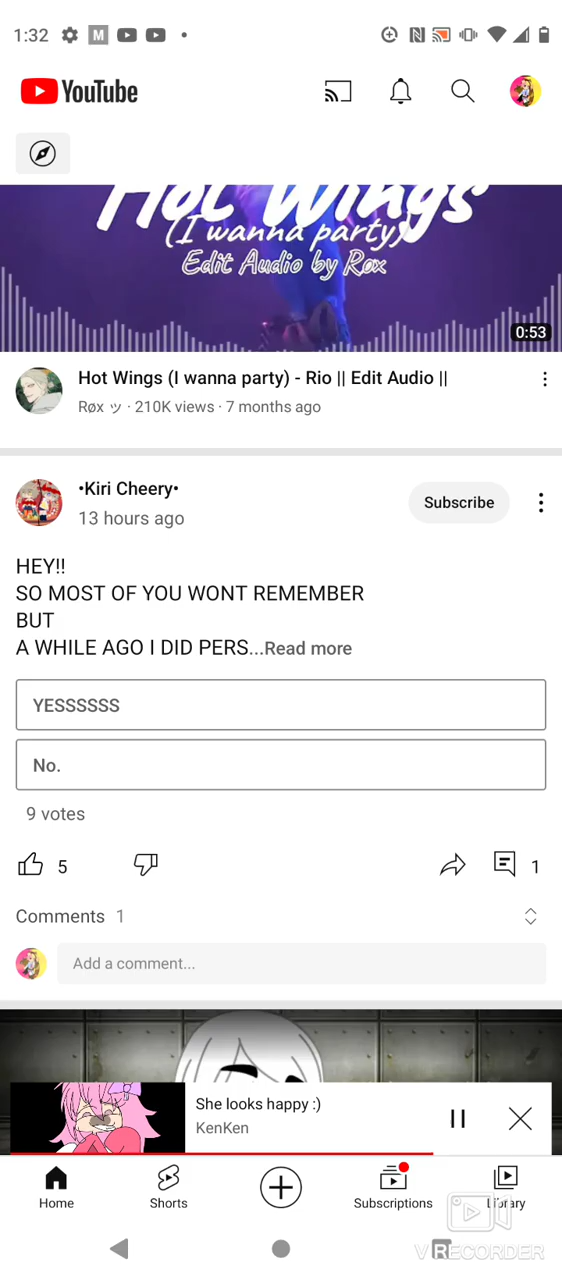 1:32
M
YouTube
Hot Wings
(I wanna party)
Edit Audio by Røx
0:53
Hot Wings (I wanna party) - Rio || Edit Audio ||
Røx ッ · 210K views · 7 months ago
•Kiri Cheery•
Subscribe
13 hours ago
HEY!!
SO MOST OF YOU WONT REMEMBER
BUT
A WHILE AGO I DID PERS...Read more
YESSSSSS
No.
9 votes
5
1
Comments 1
Add a comment...
She looks happy :)
KenKen
Home
Shorts
Subscriptions
Library
VRECORDER